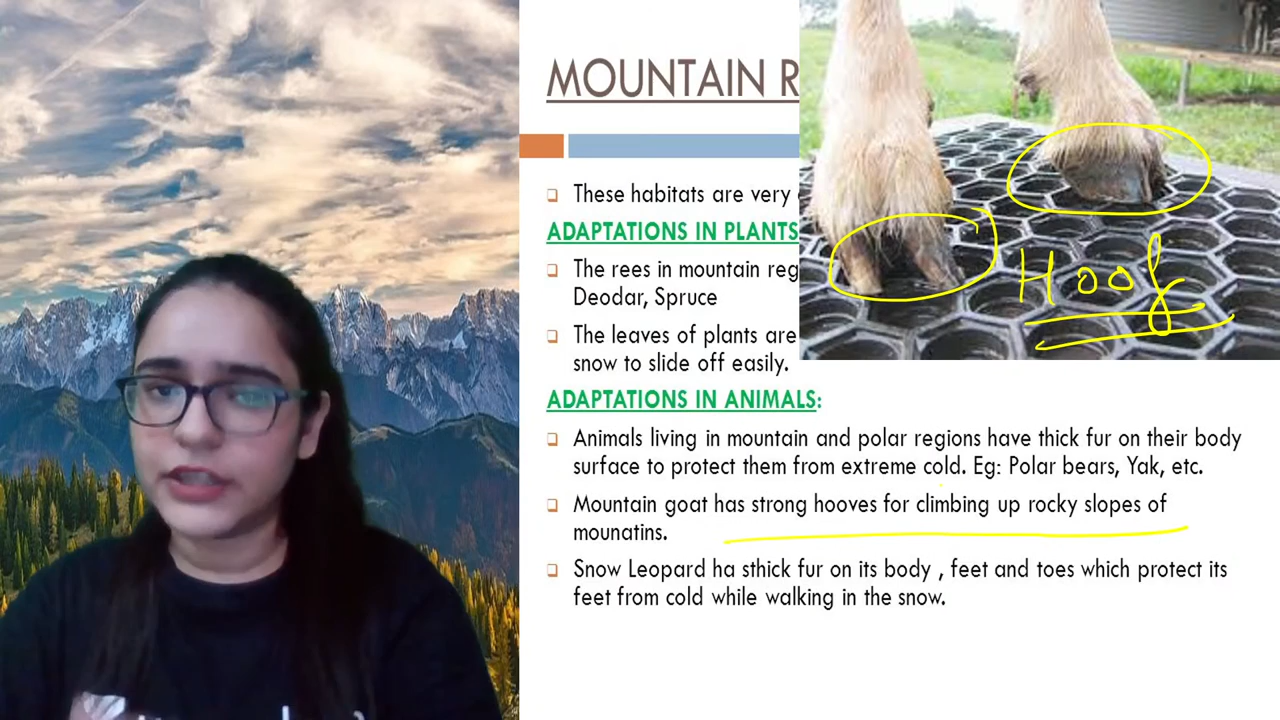 MOUNTAIN R
These habitats are very
ADAPTATIONS IN PLANTS
The rees in mountain reg
Deodar, Spruce
The leaves of plants are
snow to slide off easily.
ADAPTATIONS IN ANIMALS:
Animals living in mountain and polar regions have thick fur on their body
surface to protect them from extreme cold. Eg: Polar bears, Yak, etc.
Mountain goat has strong hooves for climbing up rocky slopes of
mounatins.
Snow Leopard ha sthick fur on its body , feet and toes which protect its
feet from cold while walking in the snow.
Hoof